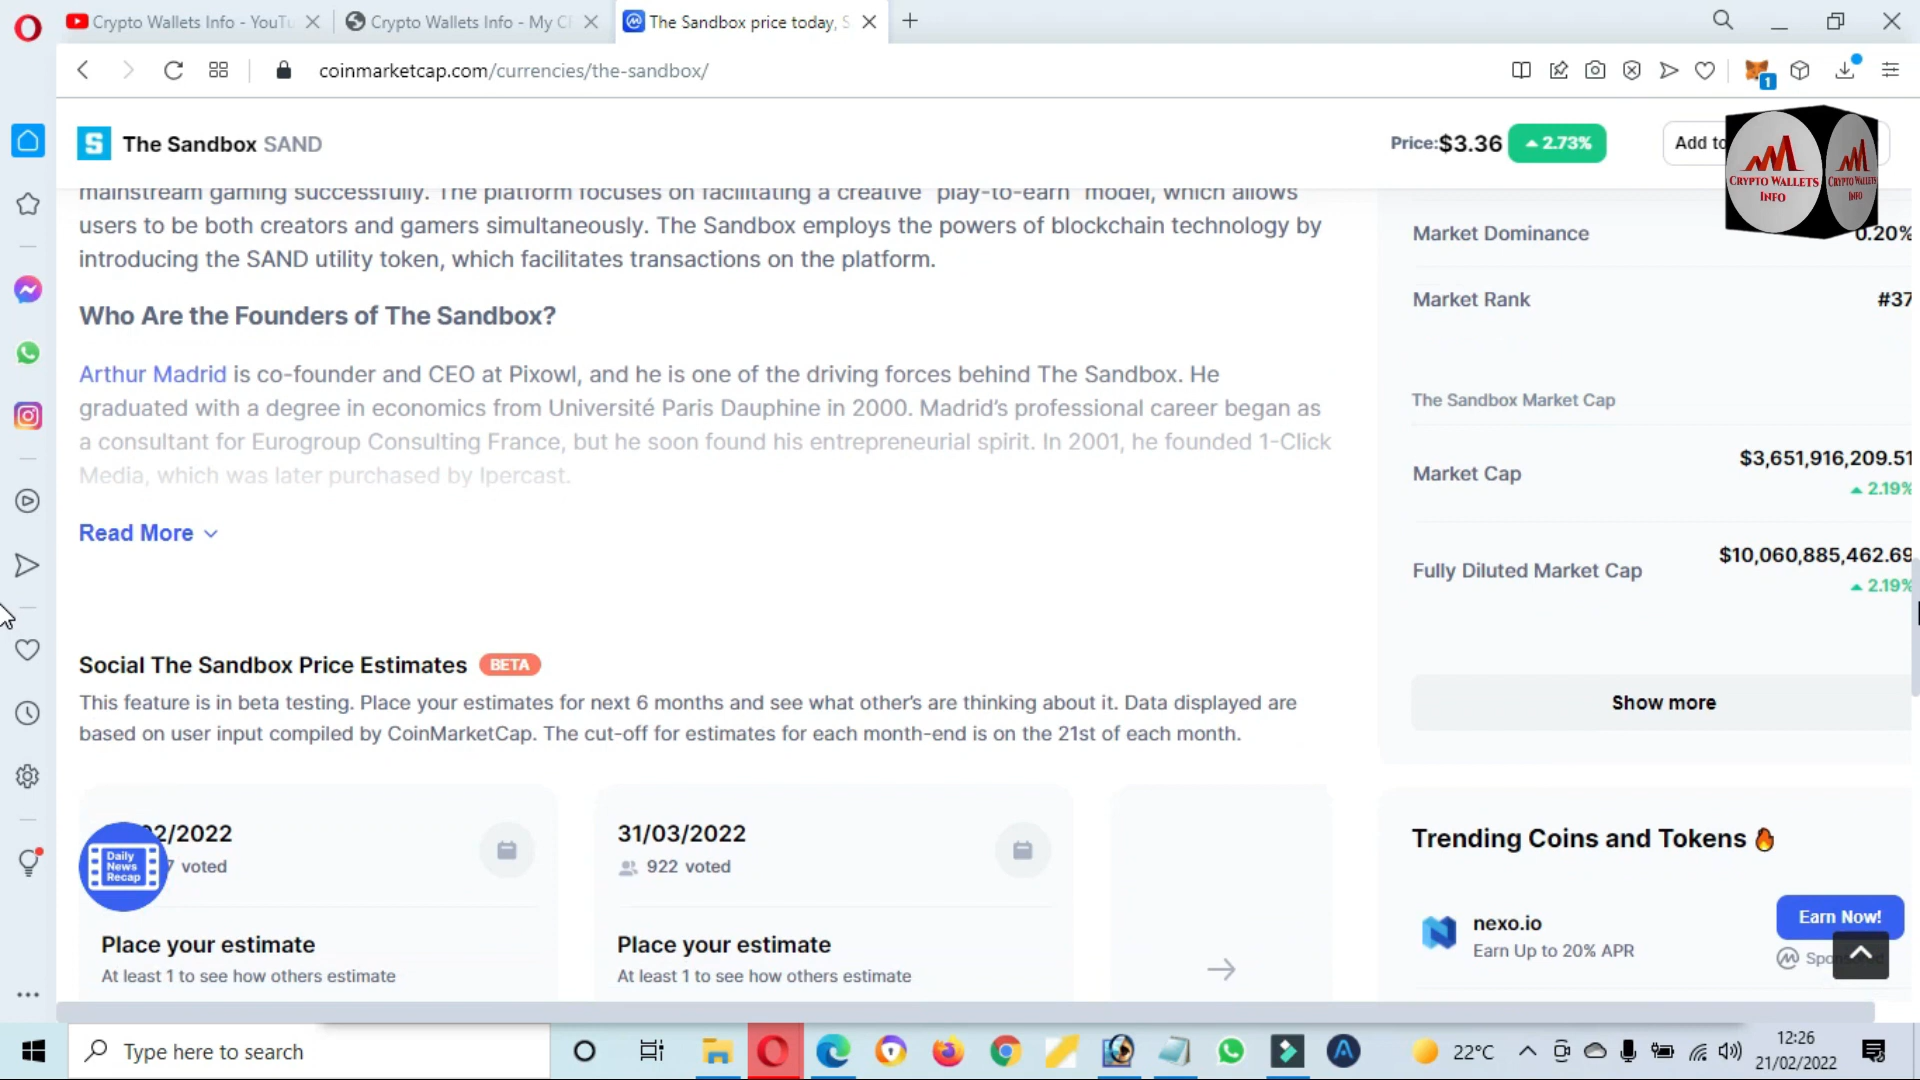 Crypto Wallets Info - YouTu
Crypto Wallets Info - My Cr
The Sandbox price today, S
coinmarketcap.com/currencies/the-sandbox/
1
The Sandbox SAND
Price:$3.36
2.73%
Add to
CRYPTO WALLETS INFO
CRYPTO WALLETS INFO
mainstream gaming successfully. The platform focuses on facilitating a creative "play-to-earn" model, which allows
users to be both creators and gamers simultaneously. The Sandbox employs the powers of blockchain technology by
introducing the SAND utility token, which facilitates transactions on the platform.
Who Are the Founders of The Sandbox?
Arthur Madrid is co-founder and CEO at Pixowl, and he is one of the driving forces behind The Sandbox. He
graduated with a degree in economics from Université Paris Dauphine in 2000. Madrid's professional career began as
a consultant for Eurogroup Consulting France, but he soon found his entrepreneurial spirit. In 2001, he founded 1-Click
Media, which was later purchased by Ipercast.
Read More
Social The Sandbox Price Estimates BETA
This feature is in beta testing. Place your estimates for next 6 months and see what other's are thinking about it. Data displayed are
based on user input compiled by CoinMarketCap. The cut-off for estimates for each month-end is on the 21st of each month.
02/2022
7 voted
Daily
News
Recap
Place your estimate
At least 1 to see how others estimate
31/03/2022
922 voted
Place your estimate
At least 1 to see how others estimate
Market Dominance 0.20%
Market Rank #37
The Sandbox Market Cap
Market Cap $3,651,916,209.51
2.19%
Fully Diluted Market Cap $10,060,885,462.69
2.19%
Show more
Trending Coins and Tokens
nexo.io
Earn Up to 20% APR
Earn Now!
Type here to search
22°C
12:26
21/02/2022